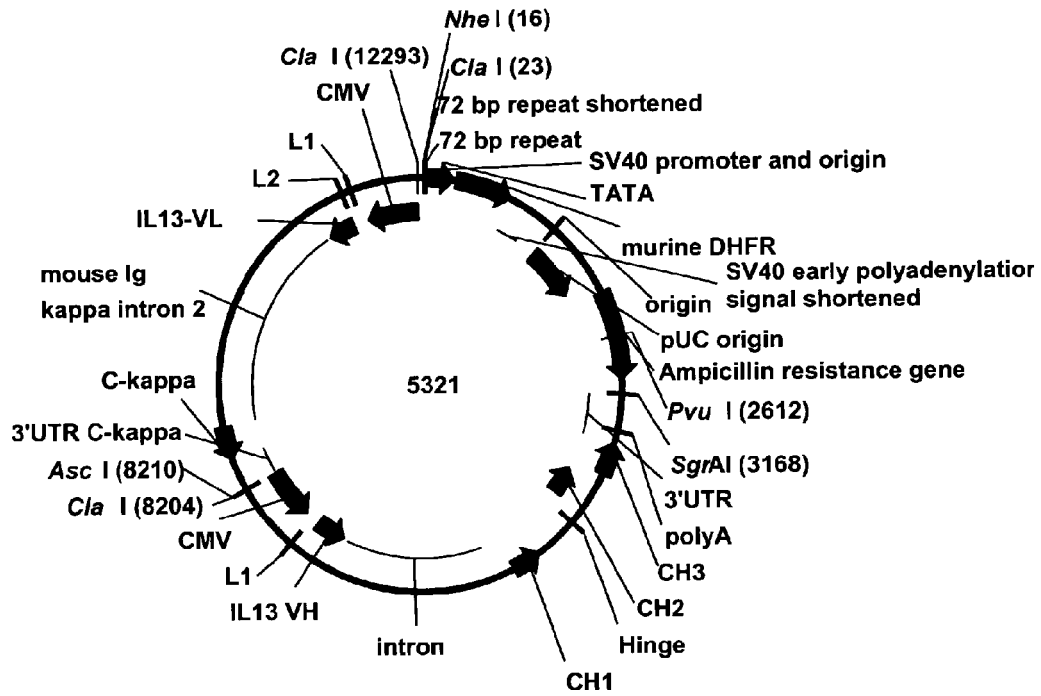 Nhe I (16)
Cla I (12293)
Cla I (23)
CMV
72 bp repeat shortened
L1
72 bp repeat
SV40 promoter and origin
L2
TATA
IL13-VL
murine DHFR
mouse Ig
kappa intron 2
SV40 early polyadenylation
signal shortened
origin
pUC origin
C-kappa
5321
Ampicillin resistance gene
Pvu I (2612)
3'UTR C-kappa
Asc I (8210)
SgrAI (3168)
Cla I (8204)
3'UTR
CMV
polyA
L1
CH3
IL13 VH
CH2
intron
Hinge
CH1